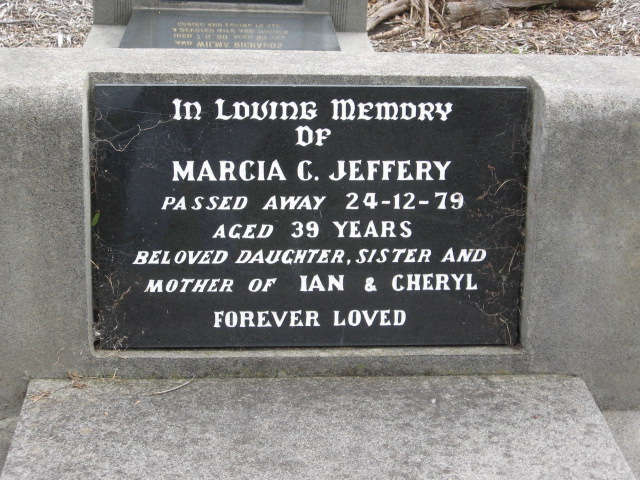 In Loving Memory
Of
MARCIA C. JEFFERY
PASSED AWAY 24-12-79
AGED 39 YEARS
BELOVED DAUGHTER, SISTER AND
MOTHER OF IAN & CHERYL
FOREVER LOVED